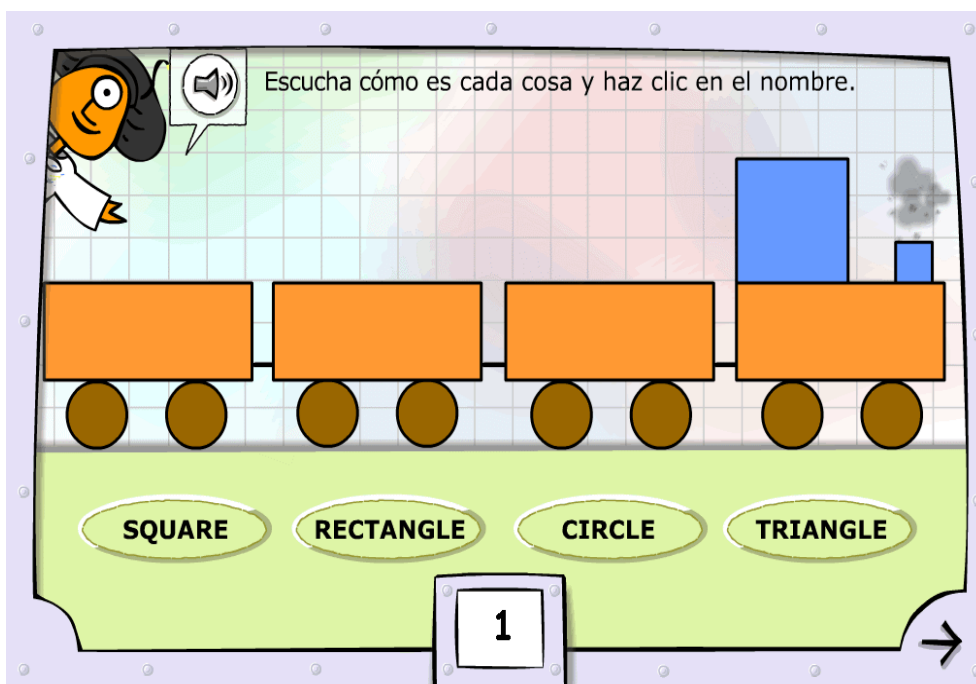 Escucha cómo es cada cosa y haz clic en el nombre.
SQUARE RECTANGLE CIRCLE TRIANGLE
1